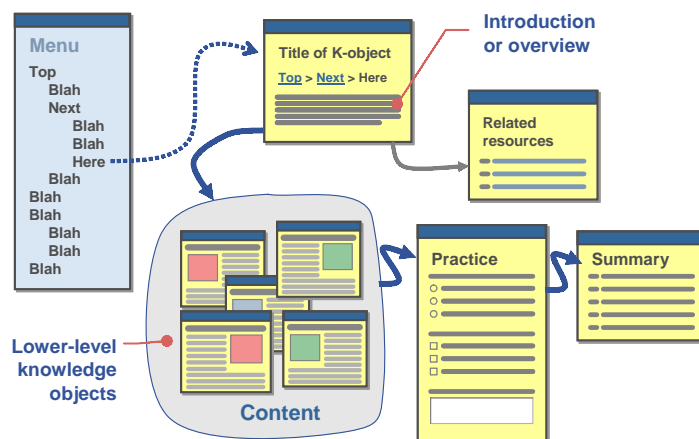 Menu
Top
Blah
Next
Blah
Blah
Here
Blah
Blah
Blah
Blah
Blah
Blah
Title of K-object
Top > Next > Here
Introduction
or overview
Related
resources
Lower-level
knowledge
objects
Content
Practice
Summary